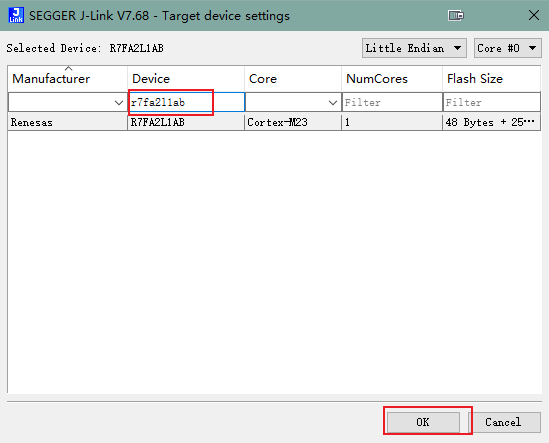 SEGGER J-Link V7.68 - Target device settings
Selected Device: R7FA2L1AB Little Endian Core #0
Manufacturer Device Core NumCores Flash Size
r7fa2l1ab Filter Filter
Renesas R7FA2L1AB Cortex-M23 1 48 Bytes + 25···
OK Cancel